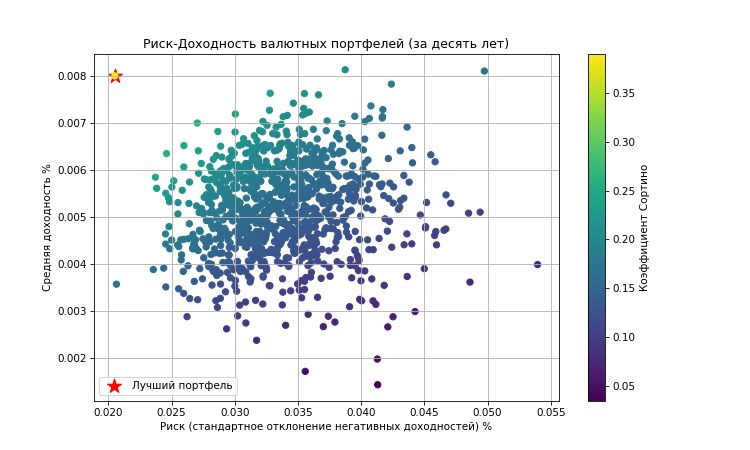 Риск-Доходность валютных портфелей (за десять лет)
Средняя доходность %
0.008
0.007
0.006
0.005
0.004
0.003
0.002
Лучший портфель
0.020 0.025 0.030 0.035 0.040 0.045 0.050 0.055
Риск (стандартное отклонение негативных доходностей) %
0.35
0.30
0.25
0.20
0.15
0.10
0.05
Коэффициент Сортино